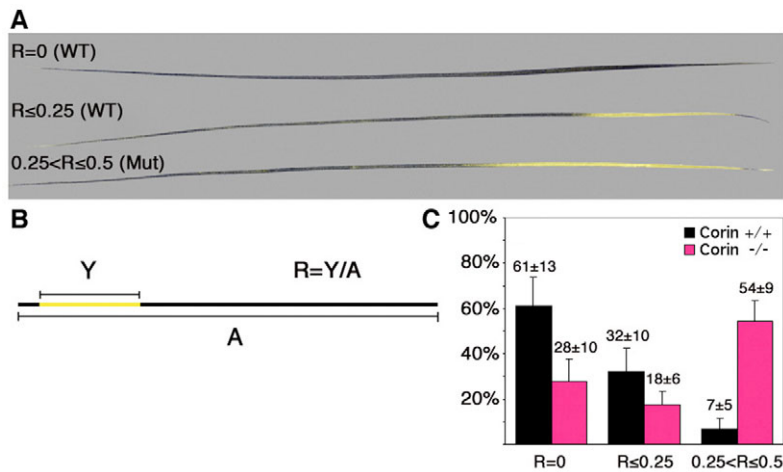 A
R=0 (WT)
R≤0.25 (WT)
0.25<R≤0.5 (Mut)
B
Y
R=Y/A
A
C
100%
80%
60%
40%
20%
Corin +/+
Corin -/-
61±13
28±10
32±10
18±6
7±5
54±9
R=0
R≤0.25
0.25<R≤0.5